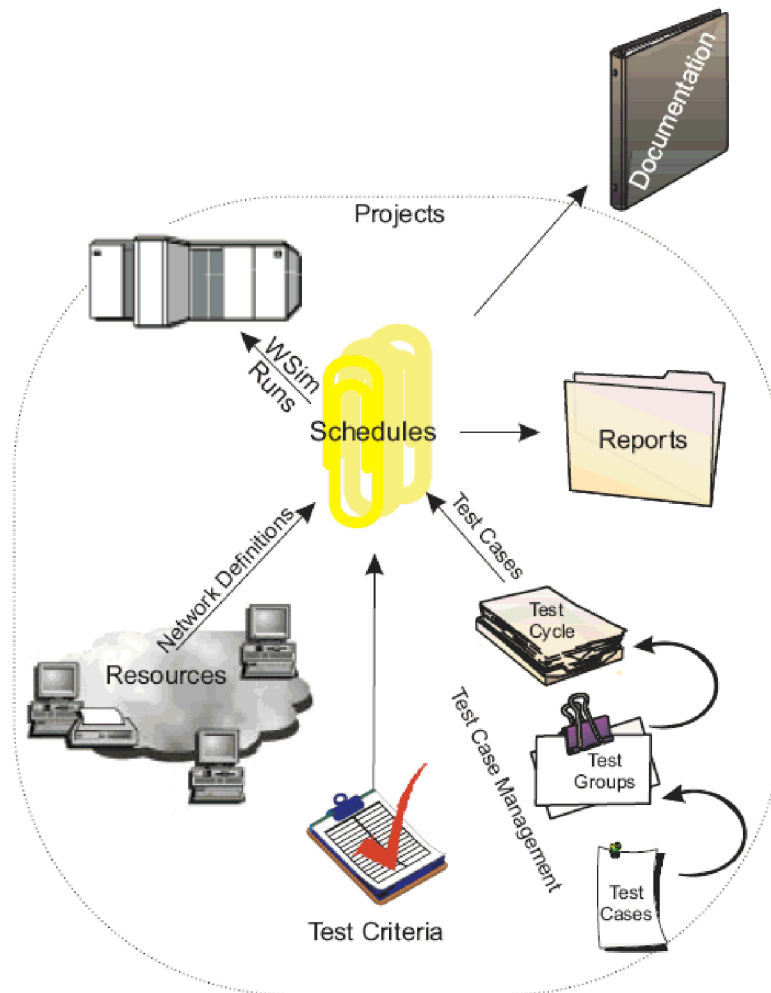 Documentation
Projects
WSim
Runs
Schedules
Reports
Network Definitions
Test Cases
Test
Cycle
Resources
Test Case Management
Test
Groups
Test
Cases
Test Criteria